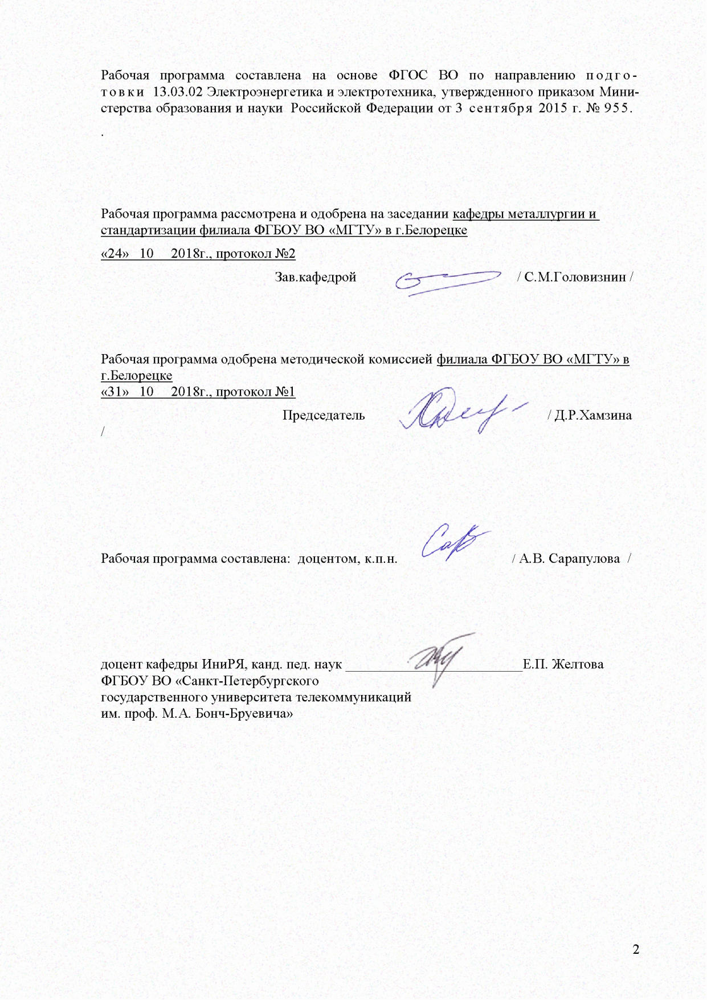 Рабочая программа составлена на основе ФГОС ВО по направлению подго-
товки 13.03.02 Электроэнергетика и электротехника, утвержденного приказом Мини-
стерства образования и науки Российской Федерации от 3 сентября 2015 г. № 955.
.
Рабочая программа рассмотрена и одобрена на заседании кафедры металлургии и
стандартизации филиала ФГБОУ ВО «МГТУ» в г.Белорецке
«24» 10 2018г., протокол №2
Зав.кафедрой / С.М.Головизнин /
Рабочая программа одобрена методической комиссией филиала ФГБОУ ВО «МГТУ» в
г.Белорецке
«31» 10 2018г., протокол №1
Председатель / Д.Р.Хамзина
/
Рабочая программа составлена: доцентом, к.п.н. / А.В. Сарапулова /
доцент кафедры ИниРЯ, канд. пед. наук __________________________Е.П. Желтова
ФГБОУ ВО «Санкт-Петербургского
государственного университета телекоммуникаций
им. проф. М.А. Бонч-Бруевича»
2